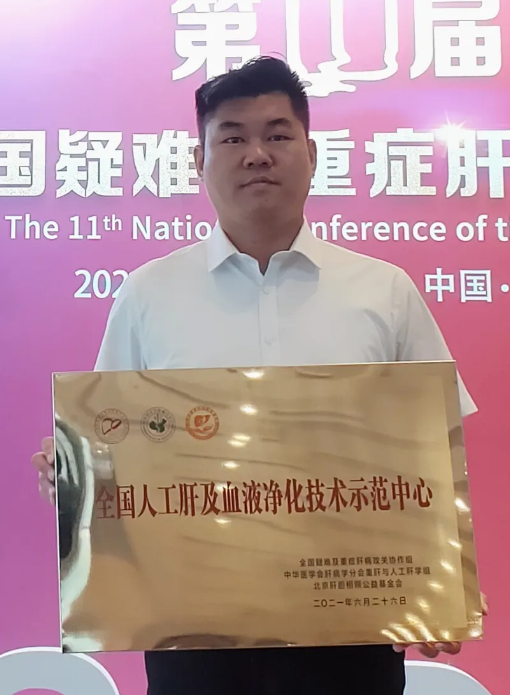 第11届
国疑难 重症肝
The 11th Natio onference of t
202
中国·
全国人工肝及血液净化技术示范中心
全国疑难及重症肝病攻关协作组
中华医学会肝病学分会重肝与人工肝学组
北京肝胆相照公益基金会
二〇二一年六月二十六日